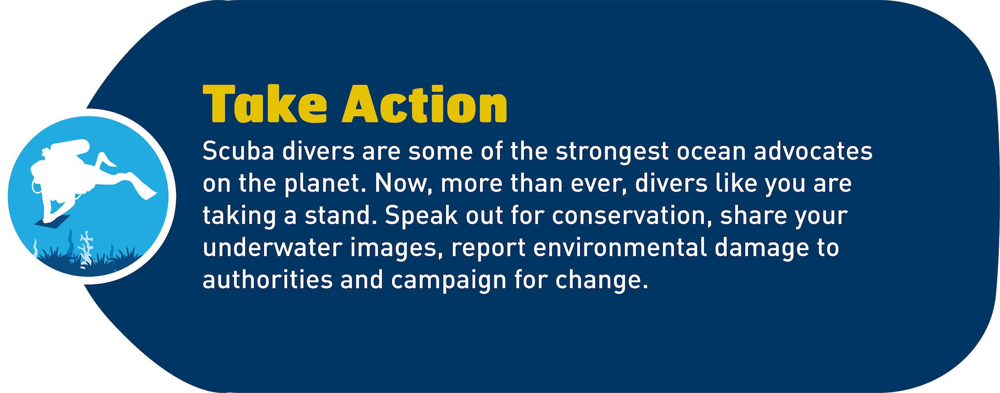 Take Action
Scuba divers are some of the strongest ocean advocates
on the planet. Now, more than ever, divers like you are
taking a stand. Speak out for conservation, share your
underwater images, report environmental damage to
authorities and campaign for change.